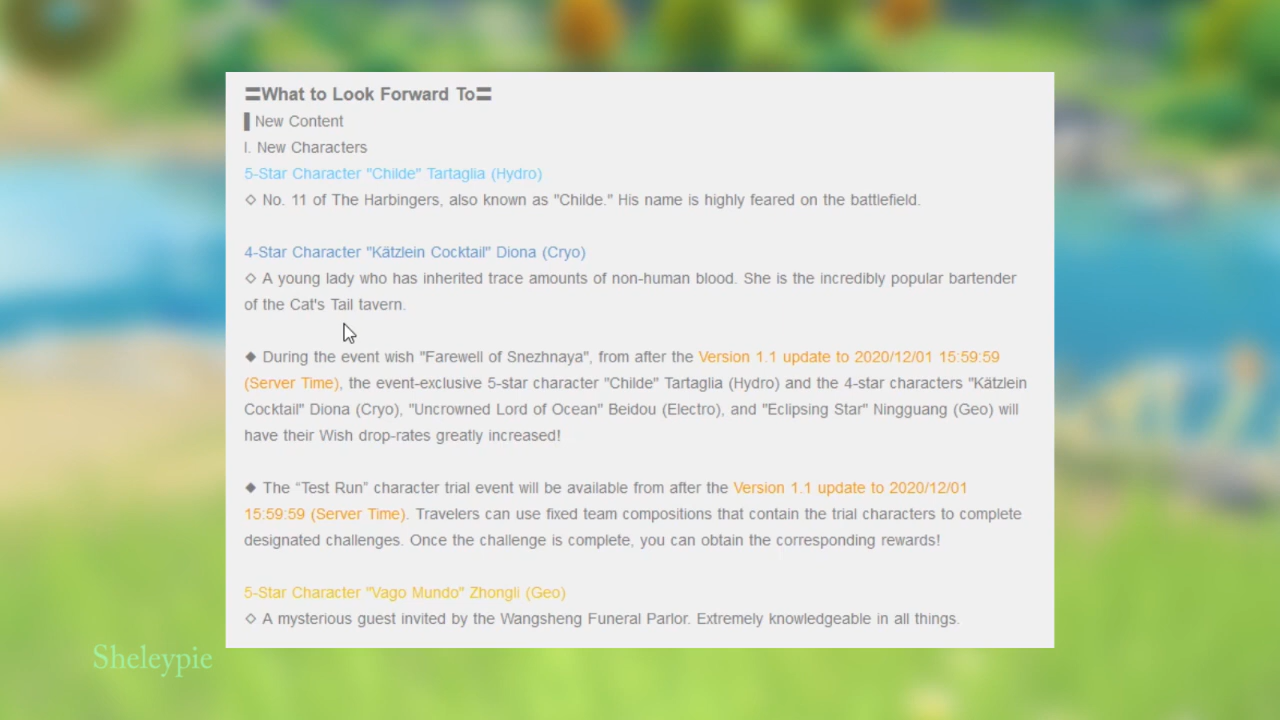 〓What to Look Forward To〓
▌New Content
I. New Characters
5-Star Character "Childe" Tartaglia (Hydro)
◇ No. 11 of The Harbingers, also known as "Childe." His name is highly feared on the battlefield.
4-Star Character "Kätzlein Cocktail" Diona (Cryo)
◇ A young lady who has inherited trace amounts of non-human blood. She is the incredibly popular bartender
of the Cat's Tail tavern.
◆ During the event wish "Farewell of Snezhnaya", from after the Version 1.1 update to 2020/12/01 15:59:59
(Server Time), the event-exclusive 5-star character "Childe" Tartaglia (Hydro) and the 4-star characters "Kätzlein
Cocktail" Diona (Cryo), "Uncrowned Lord of Ocean" Beidou (Electro), and "Eclipsing Star" Ningguang (Geo) will
have their Wish drop-rates greatly increased!
◆ The “Test Run” character trial event will be available from after the Version 1.1 update to 2020/12/01
15:59:59 (Server Time). Travelers can use fixed team compositions that contain the trial characters to complete
designated challenges. Once the challenge is complete, you can obtain the corresponding rewards!
5-Star Character "Vago Mundo" Zhongli (Geo)
◇ A mysterious guest invited by the Wangsheng Funeral Parlor. Extremely knowledgeable in all things.
Sheleypie